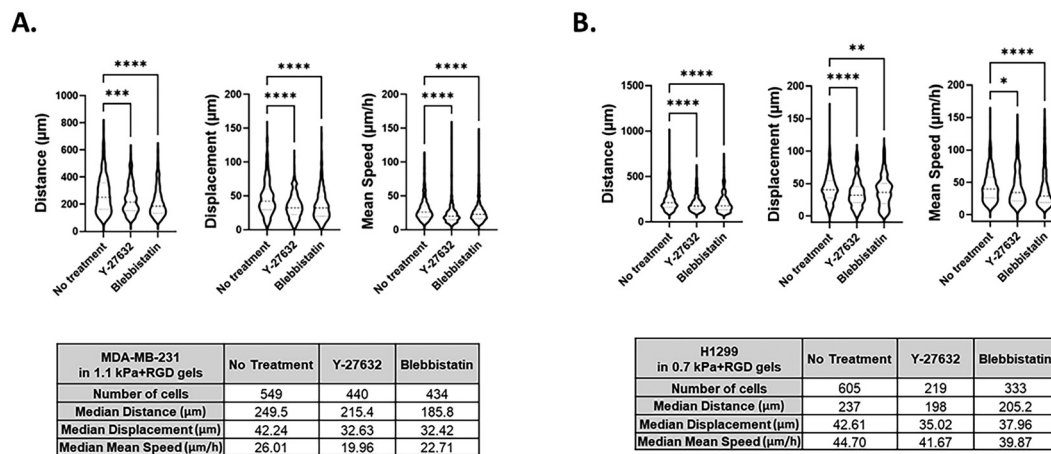 A.
B.
Distance (µm)
1000
800
600
400
200
0
***
****
No treatment
Y-27632
Blebbistatin
Displacement (µm)
200
150
100
50
0
****
****
No treatment
Y-27632
Blebbistatin
Mean Speed (µm/h)
200
150
100
50
0
****
****
No treatment
Y-27632
Blebbistatin
Distance (µm)
1500
1000
500
0
****
****
No treatment
Y-27632
Blebbistatin
Displacement (µm)
200
150
100
50
0
**
****
No treatment
Y-27632
Blebbistatin
Mean Speed (µm/h)
200
150
100
50
0
****
*
No treatment
Y-27632
Blebbistatin
MDA-MB-231
in 1.1 kPa+RGD gels No Treatment Y-27632 Blebbistatin
Number of cells 549 440 434
Median Distance (µm) 249.5 215.4 185.8
Median Displacement (µm) 42.24 32.63 32.42
Median Mean Speed (µm/h) 26.01 19.96 22.71
H1299
in 0.7 kPa+RGD gels No Treatment Y-27632 Blebbistatin
Number of cells 605 219 333
Median Distance (µm) 237 198 205.2
Median Displacement (µm) 42.61 35.02 37.96
Median Mean Speed (µm/h) 44.70 41.67 39.87